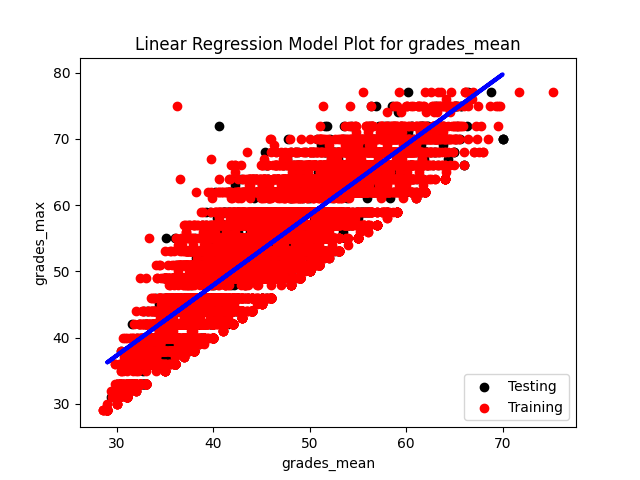 Linear Regression Model Plot for grades_mean
80
70
60
50
40
30
grades_max
30 40 50 60 70
grades_mean
Testing
Training